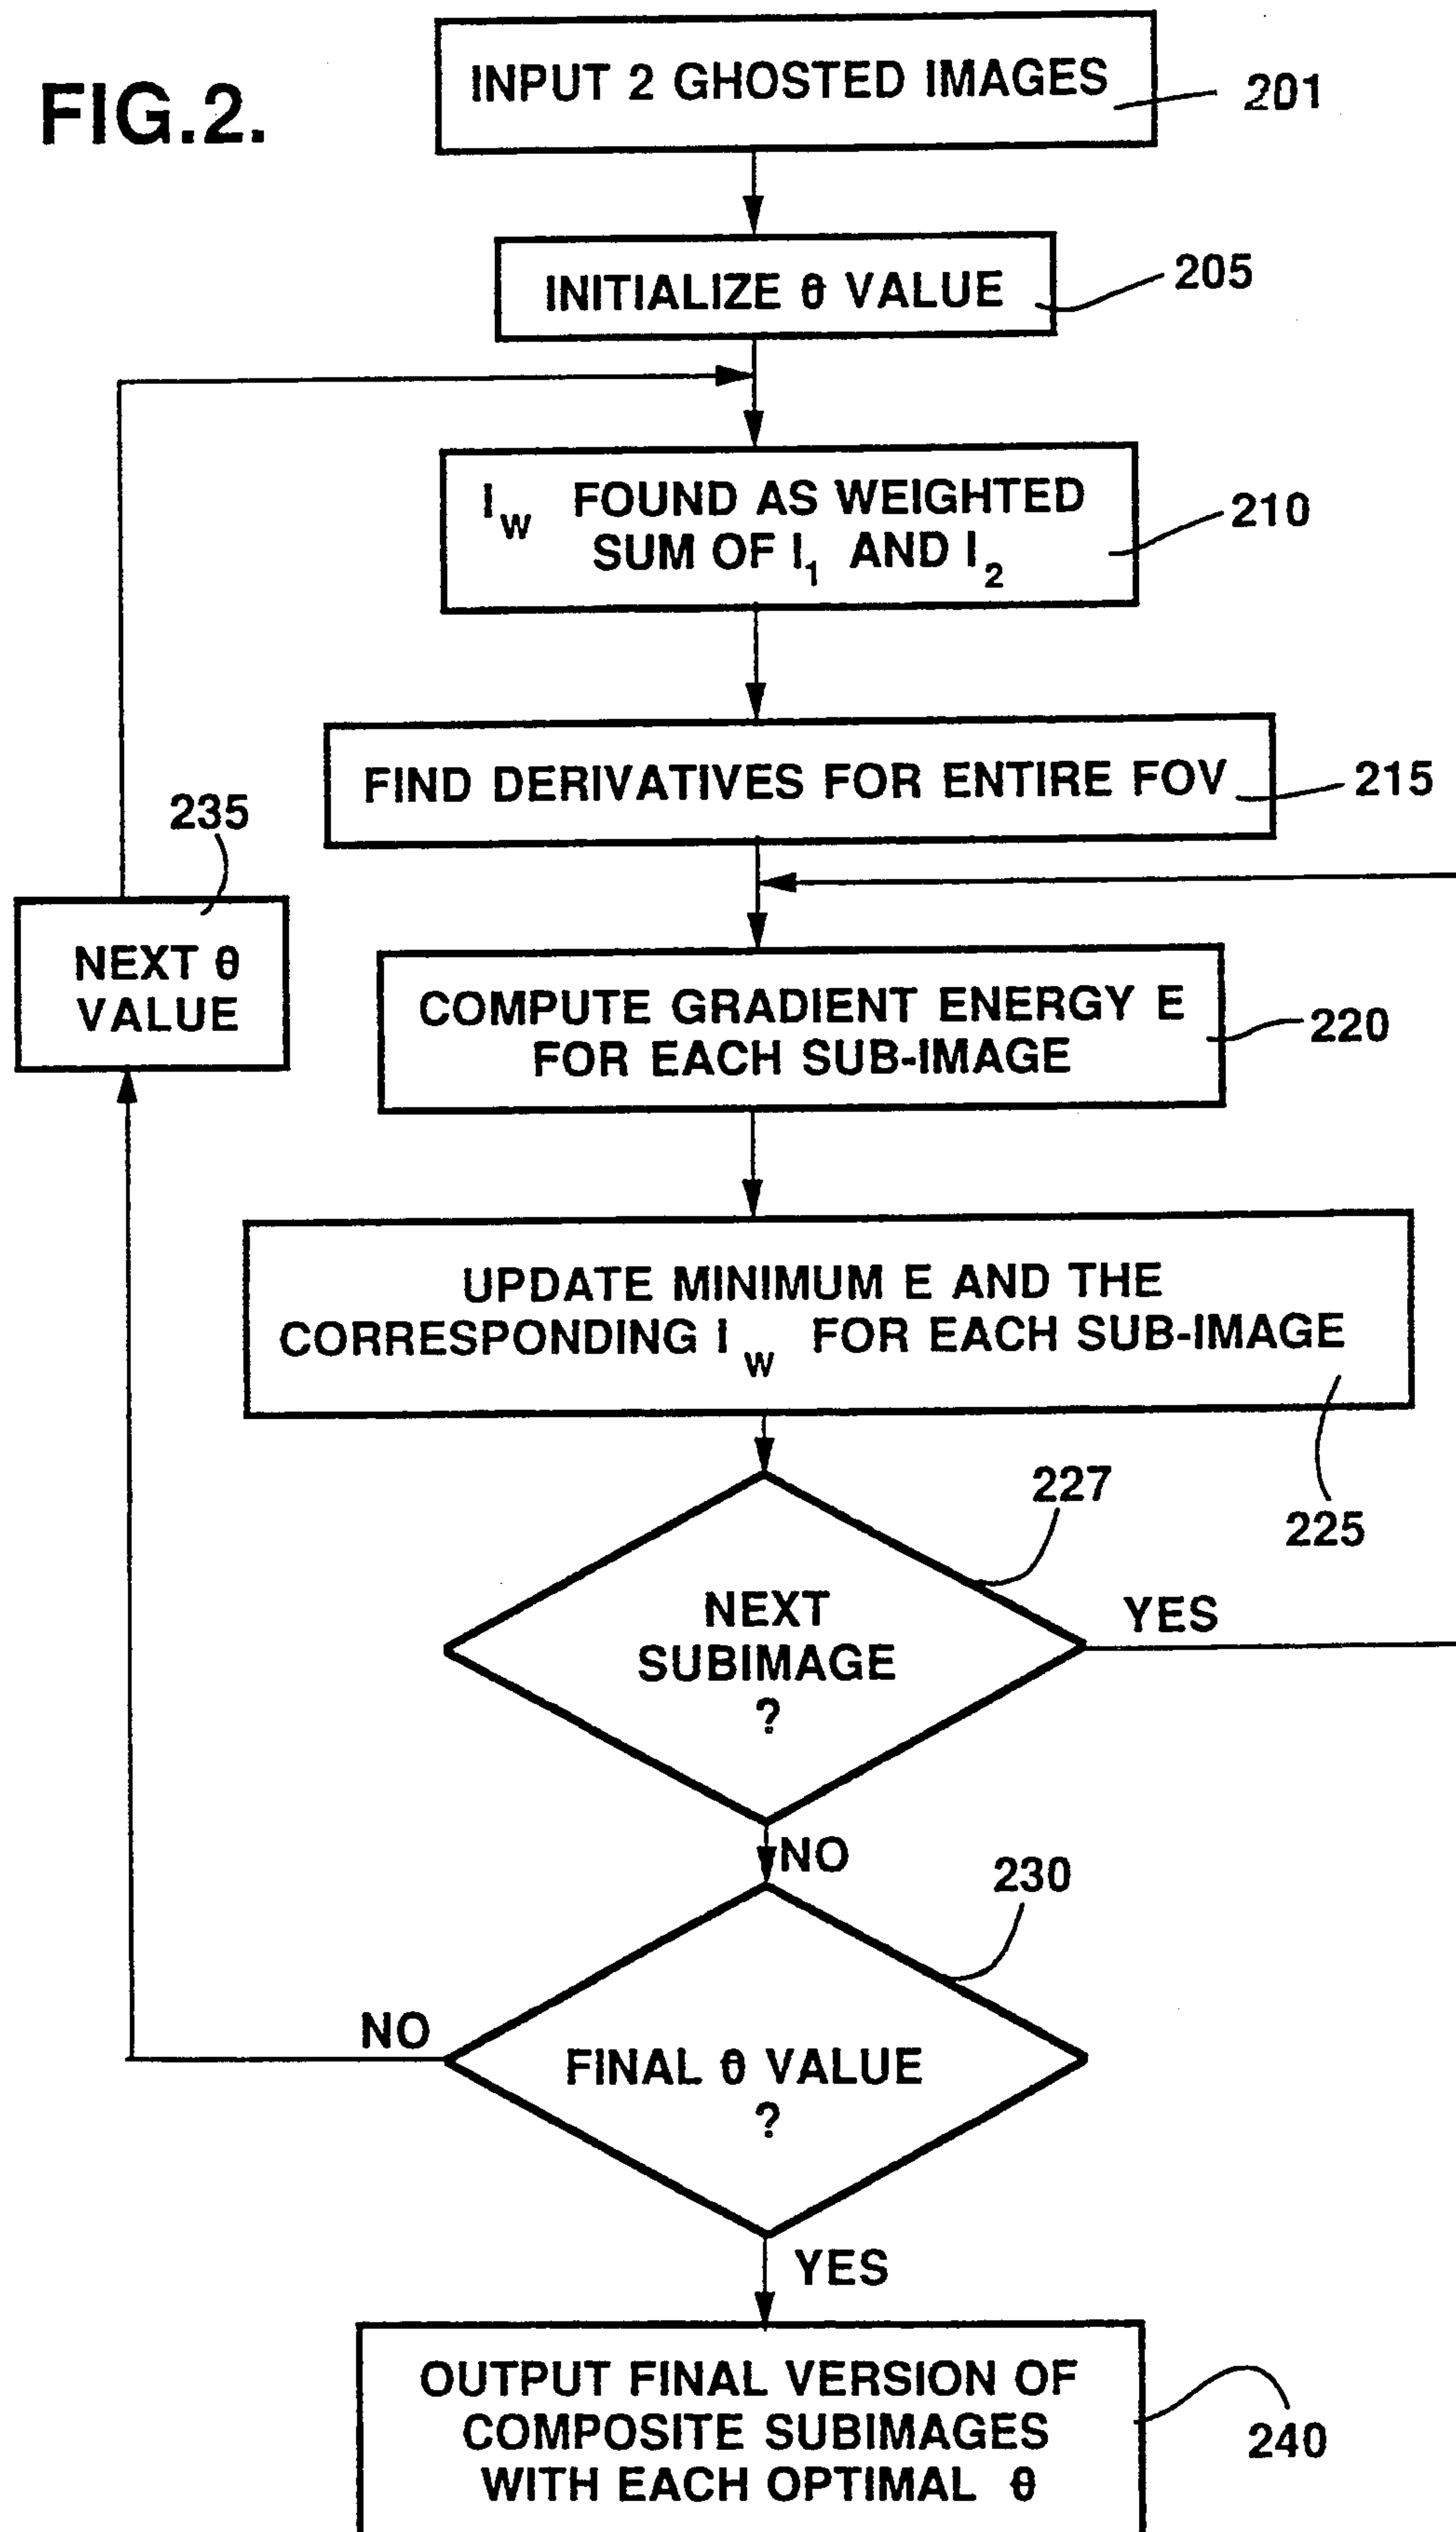 FIG.2.
INPUT 2 GHOSTED IMAGES
201
INITIALIZE θ VALUE
205
I_W FOUND AS WEIGHTED
SUM OF I_1 AND I_2
210
FIND DERIVATIVES FOR ENTIRE FOV
215
235
NEXT θ
VALUE
COMPUTE GRADIENT ENERGY E
FOR EACH SUB-IMAGE
220
UPDATE MINIMUM E AND THE
CORRESPONDING I_W FOR EACH SUB-IMAGE
225
227
NEXT
SUBIMAGE
?
YES
NO
230
NO
FINAL θ VALUE
?
YES
OUTPUT FINAL VERSION OF
COMPOSITE SUBIMAGES
WITH EACH OPTIMAL θ
240